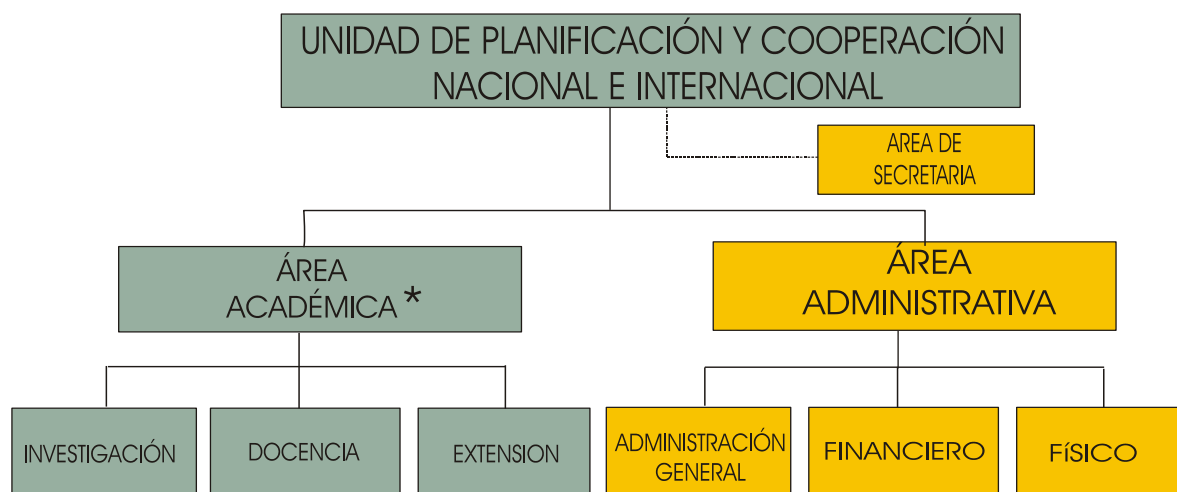 UNIDAD DE PLANIFICACIÓN Y COOPERACIÓN
NACIONAL E INTERNACIONAL
AREA DE
SECRETARIA
ÁREA
ACADÉMICA *
ÁREA
ADMINISTRATIVA
INVESTIGACIÓN
DOCENCIA
EXTENSION
ADMINISTRACIÓN
GENERAL
FINANCIERO
FÍSICO